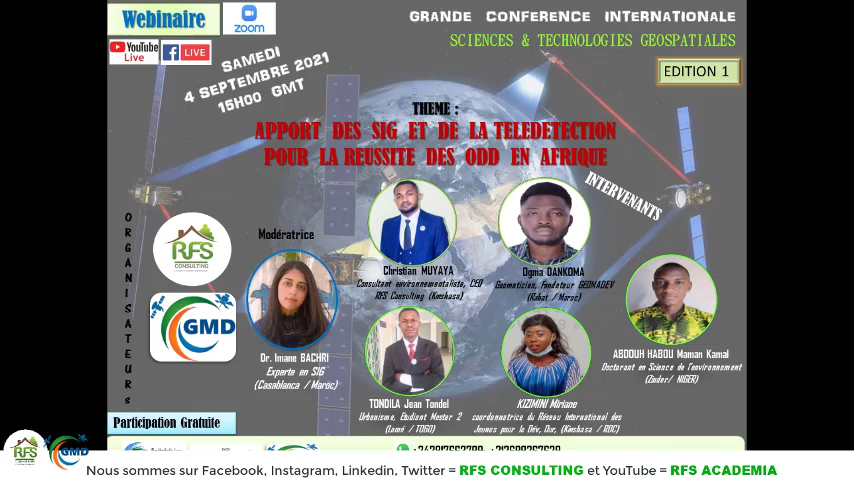 Webinaire
zoom
YouTube
Live
LIVE
SAMEDI
4 SEPTEMBRE 2021
15H00 GMT
GRANDE CONFERENCE INTERNATIONALE
SCIENCES & TECHNOLOGIES GEOSPATIALES
EDITION 1
THEME :
APPORT DES SIG ET DE LA TELEDETECTION
POUR LA REUSSITE DES ODD EN AFRIQUE
INTERVENANTS
ORGANISATEURS
RFS
CONSULTING
GMD
Modératrice
Dr. Imane BACHRI
Experte en SIG
(Casablanca / Maroc)
Christian MUYAYA
Consultant environnementaliste, CEO
RFS Consulting (Kinshasa)
Ogma DANKOMA
Geomaticien, Fondateur GEOMADEV
(Rabat / Maroc)
TONDILA Jean Tondel
Urbanisme, Etudiant Master 2
(Lomé / TOGO)
KIZIMINI Mirlane
coordonnatrice du Réseau International des
Jeunes pour la Dév, Dur, (Kinshasa / RDC)
ABDOUH HABOU Maman Kamal
Doctorant en Science de l'environnement
(Zinder/ NIGER)
Participation Gratuite
RFS
GMD
Nous sommes sur Facebook, Instagram, Linkedin, Twitter = RFS CONSULTING et YouTube = RFS ACADEMIA